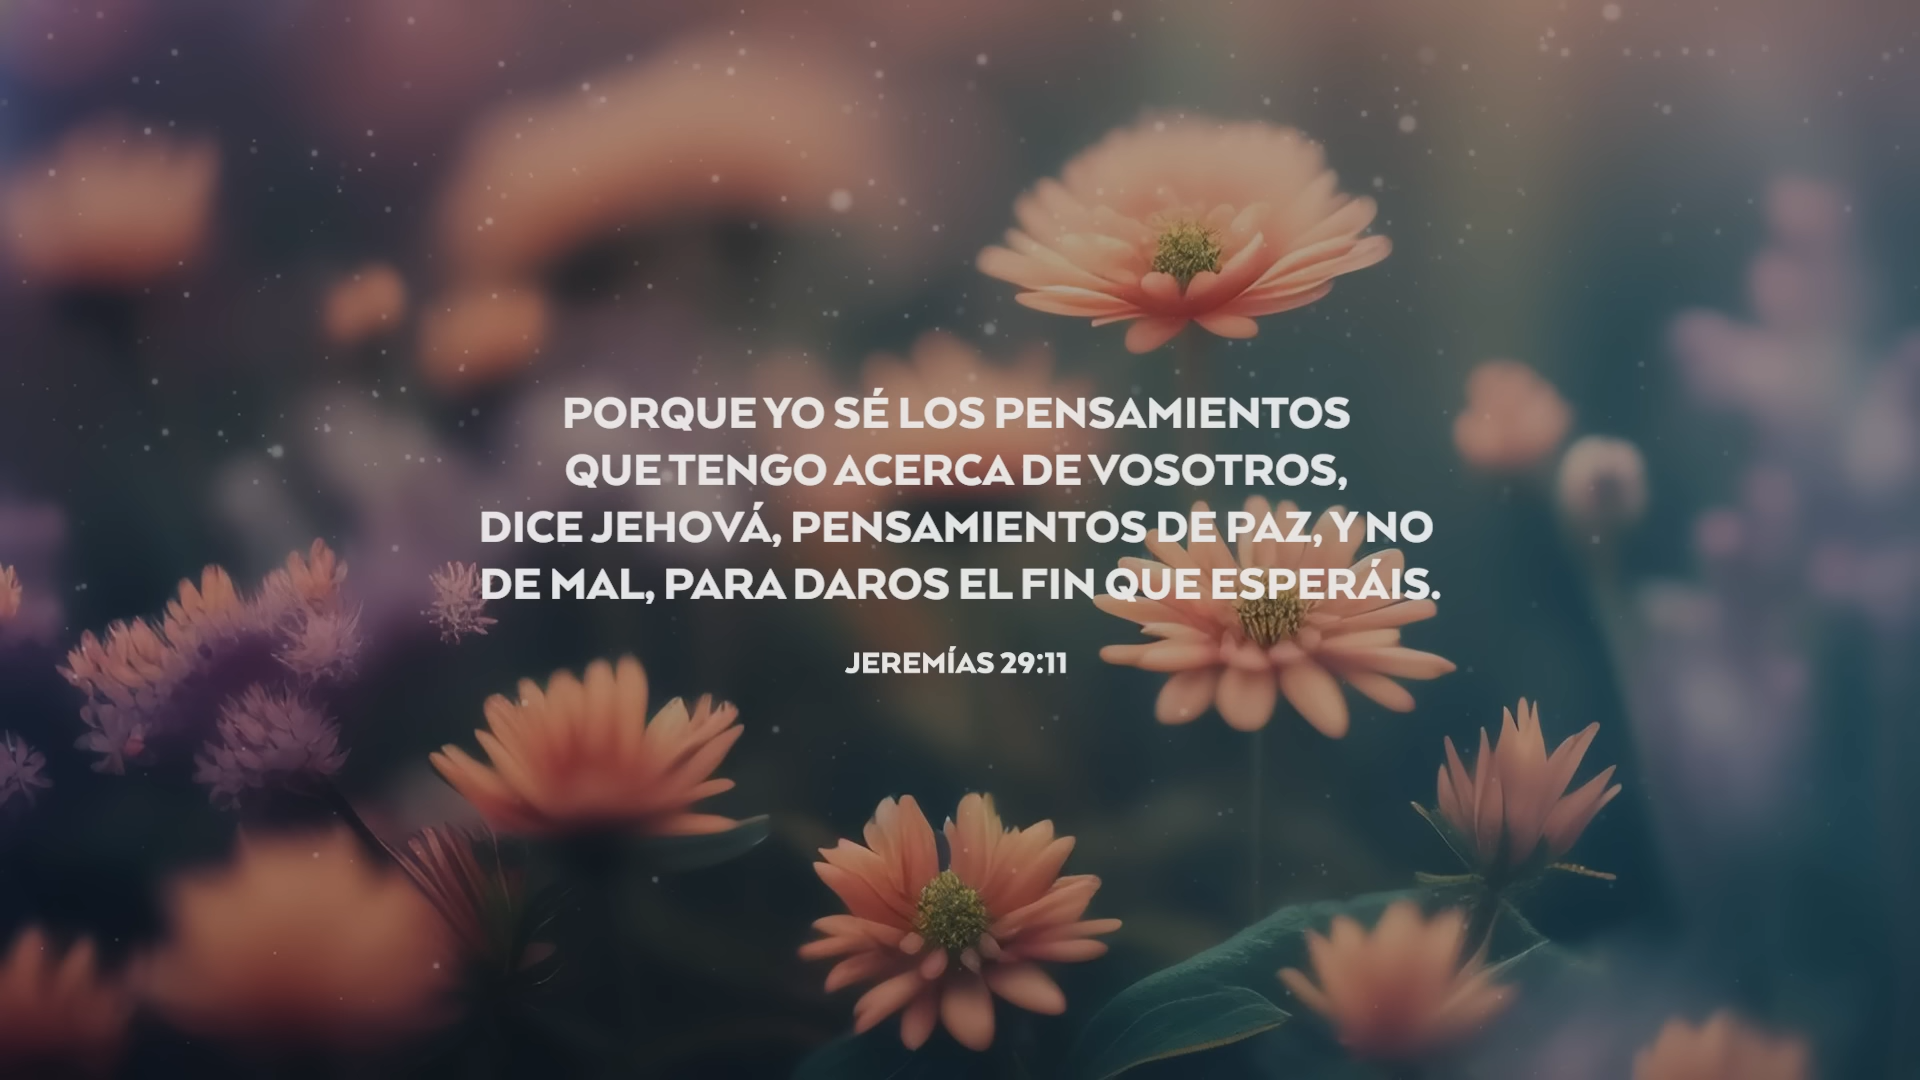 PORQUE YO SÉ LOS PENSAMIENTOS
QUE TENGO ACERCA DE VOSOTROS,
DICE JEHOVÁ, PENSAMIENTOS DE PAZ, Y NO
DE MAL, PARA DAROS EL FIN QUE ESPERÁIS.
JEREMÍAS 29:11